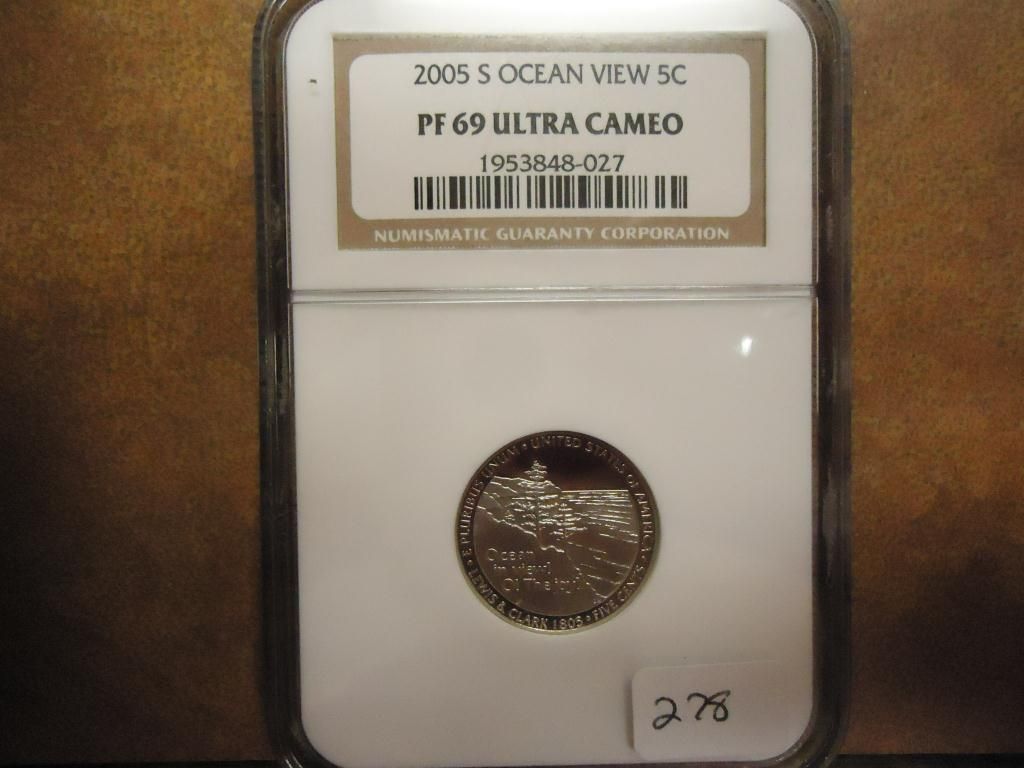 2005 S OCEAN VIEW 5C
PF 69 ULTRA CAMEO
1953848-027
NUMISMATIC GUARANTY CORPORATION
E PLURIBUS UNUM • UNITED STATES OF AMERICA
Ocean
in view!
O! The joy!
LEWIS & CLARK 1805 • FIVE CENTS
278